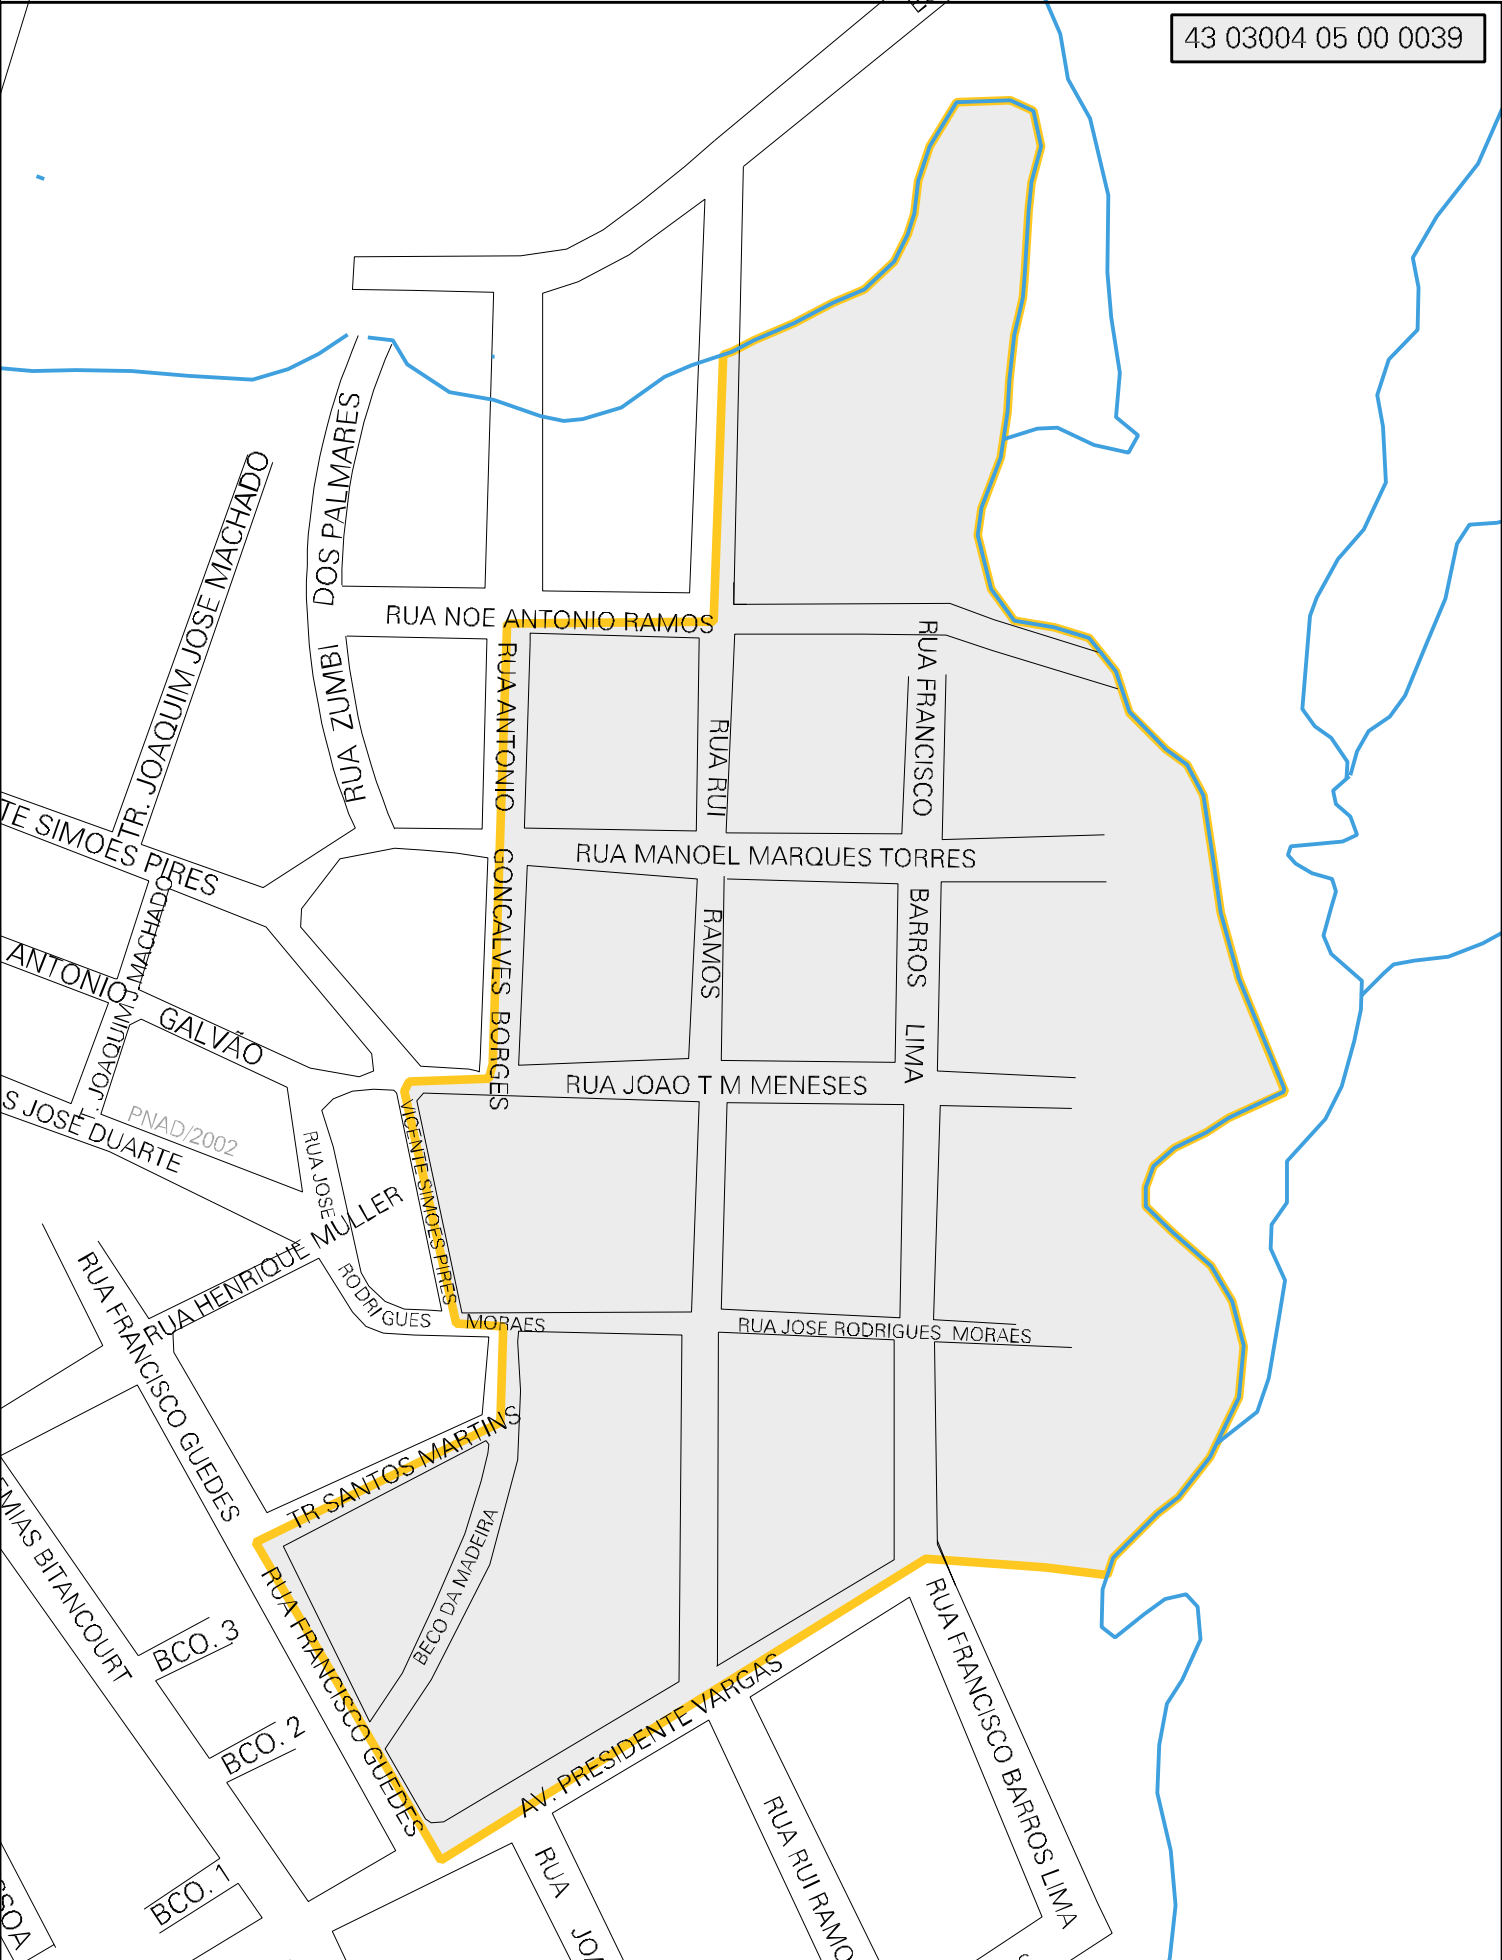 43 03004 05 00 0039
DOS PALMARES
RUA ZUMBI
TR. JOAQUIM JOSE MACHADO
RUA NOE ANTONIO RAMOS
RUA ANTONIO
GONCALVES BORGES
RUA RUI
RAMOS
RUA FRANCISCO
BARROS
LIMA
TE SIMOES PIRES
RUA MANOEL MARQUES TORRES
T. JOAQUIM J. MACHADO
ANTONIO
GALVÃO
RUA JOAO T M MENESES
S JOSE DUARTE
PNAD/2002
VICENTE SIMOES PIRES
RUA JOSE
RODRIGUES
MORAES
RUA HENRIQUE MULLER
RUA JOSE RODRIGUES MORAES
RUA FRANCISCO GUEDES
TR SANTOS MARTINS
EMIAS BITANCOURT
BECO DA MADEIRA
RUA FRANCISCO GUEDES
RUA FRANCISCO BARROS LIMA
BCO. 3
BCO. 2
AV. PRESIDENTE VARGAS
RUA RUI RAMO
RUA
JOA
BCO. 1
SSOA